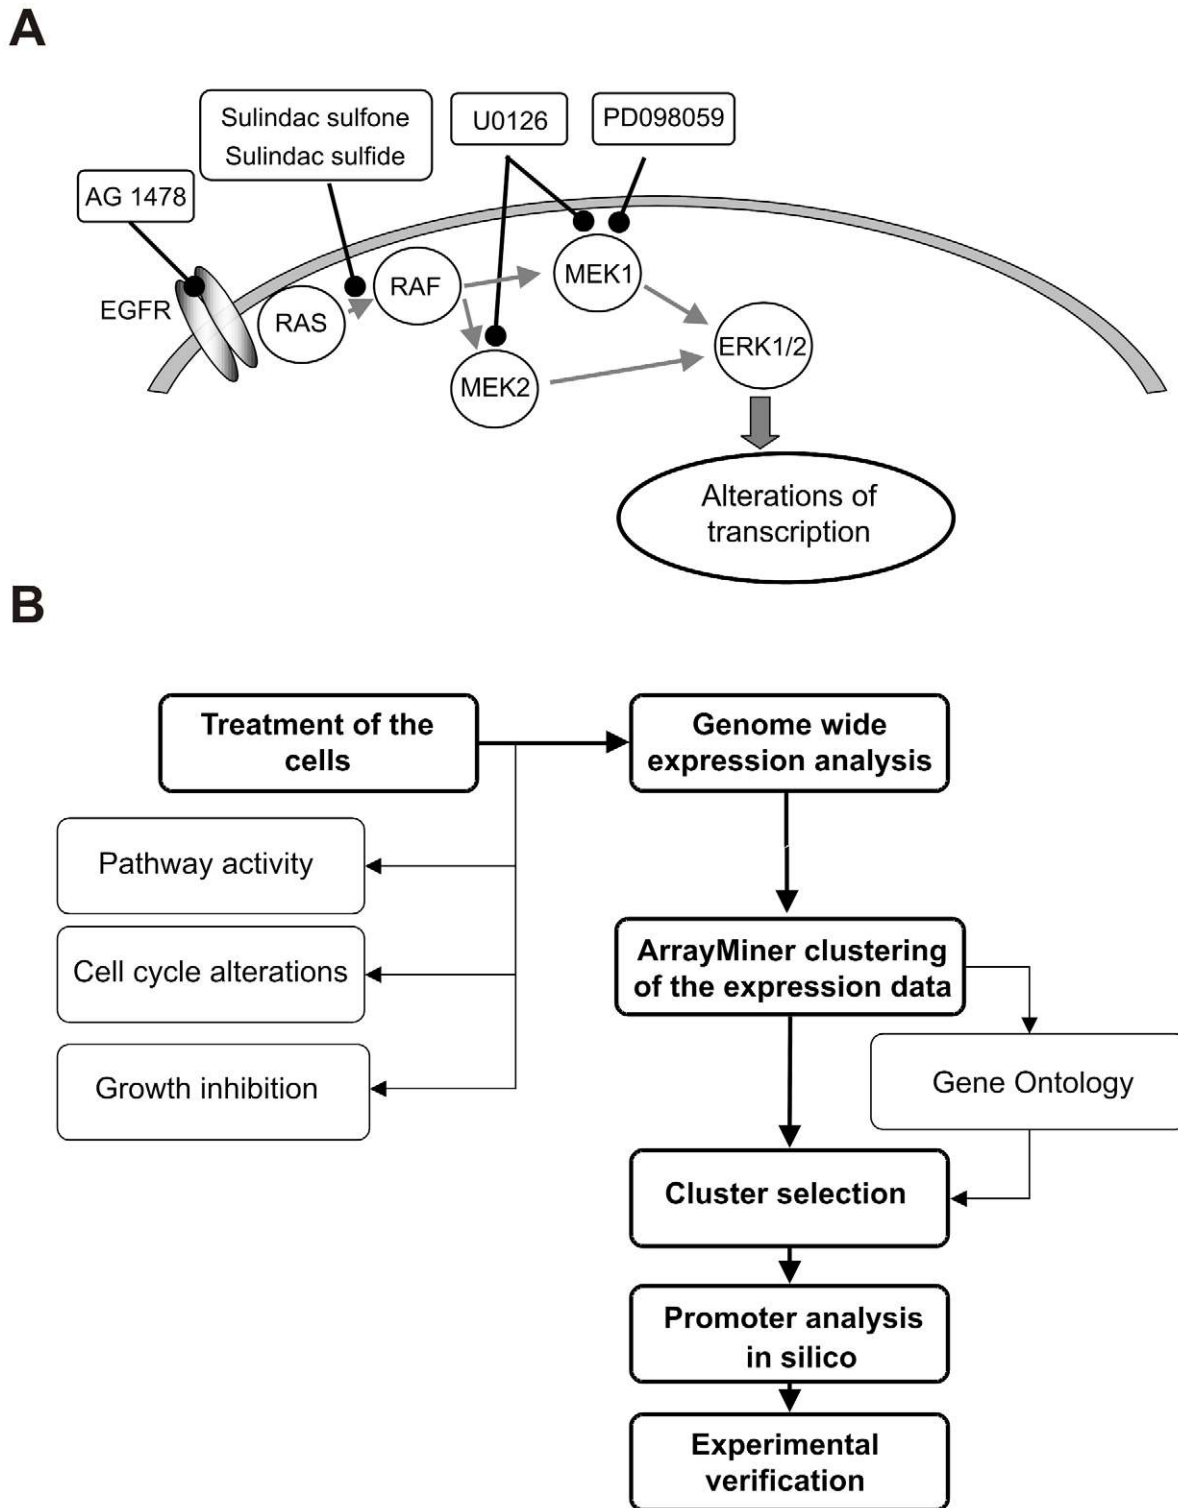 A
Sulindac sulfone
Sulindac sulfide
U0126
PD098059
AG 1478
EGFR
RAS
RAF
MEK1
MEK2
ERK1/2
Alterations of
transcription
B
Treatment of the
cells
Genome wide
expression analysis
Pathway activity
Cell cycle alterations
Growth inhibition
ArrayMiner clustering
of the expression data
Gene Ontology
Cluster selection
Promoter analysis
in silico
Experimental
verification